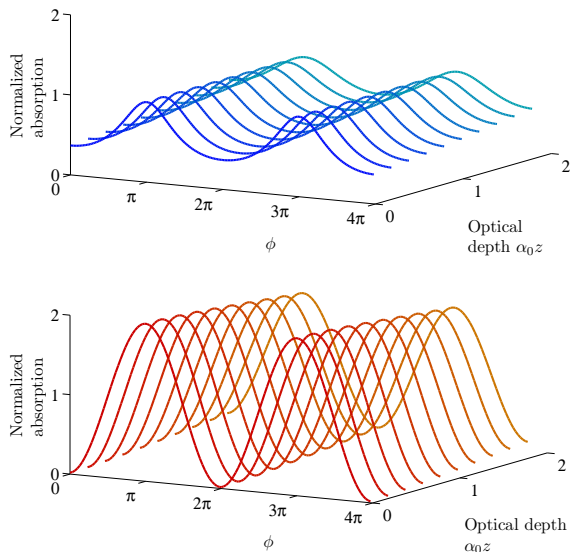 2
Normalized
absorption
1
0
0
π
2π
3π
4π
ϕ
0
1
2
Optical
depth α₀z
2
Normalized
absorption
1
0
0
π
2π
3π
4π
ϕ
0
1
2
Optical depth
α₀z